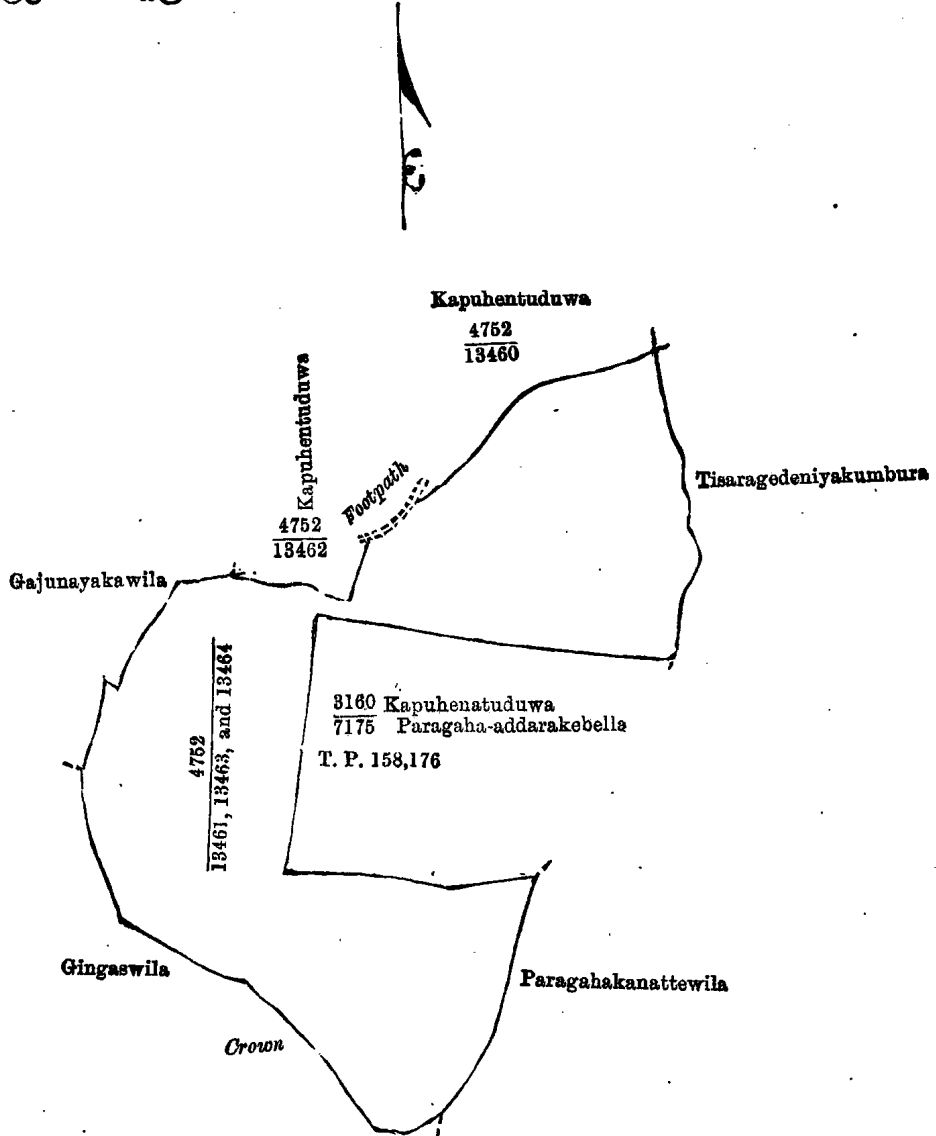 Kapuhentuduwa
4752
13460
Kapuhentuduwa
4752
13462
Footpath
Tisaragedeniyakumbura
Gajunayakawila
4752
13461, 13463, and 13464
3160 Kapuhenatuduwa
7175 Paragaha-addarakebella
T. P. 158,176
Gingaswila
Crown
Paragahakanattewila